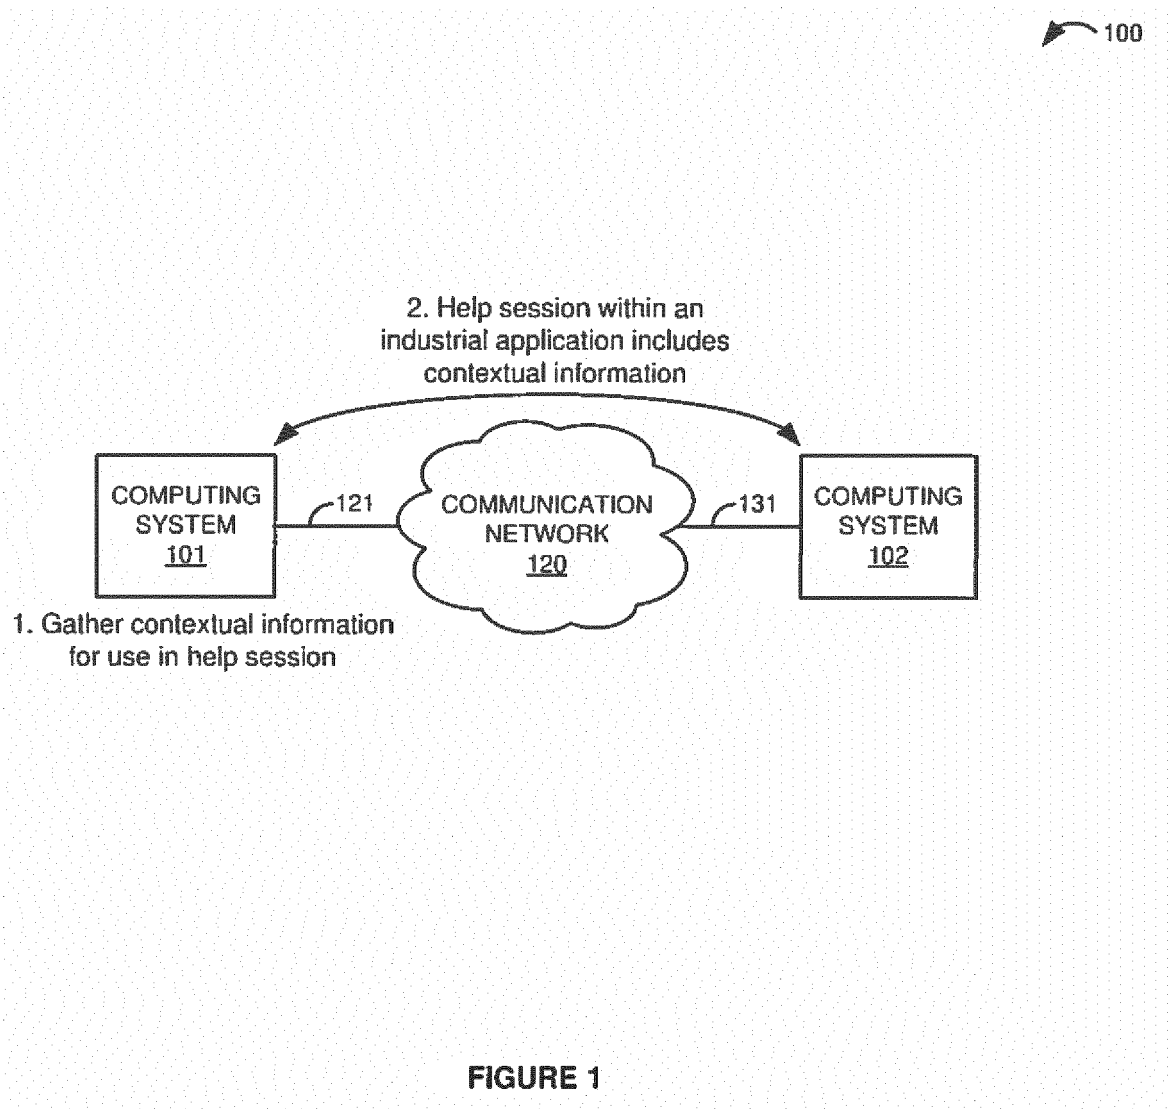 100
2. Help session within an
industrial application includes
contextual information
COMPUTING
SYSTEM
101
121
COMMUNICATION
NETWORK
120
131
COMPUTING
SYSTEM
102
1. Gather contextual information
for use in help session
FIGURE 1